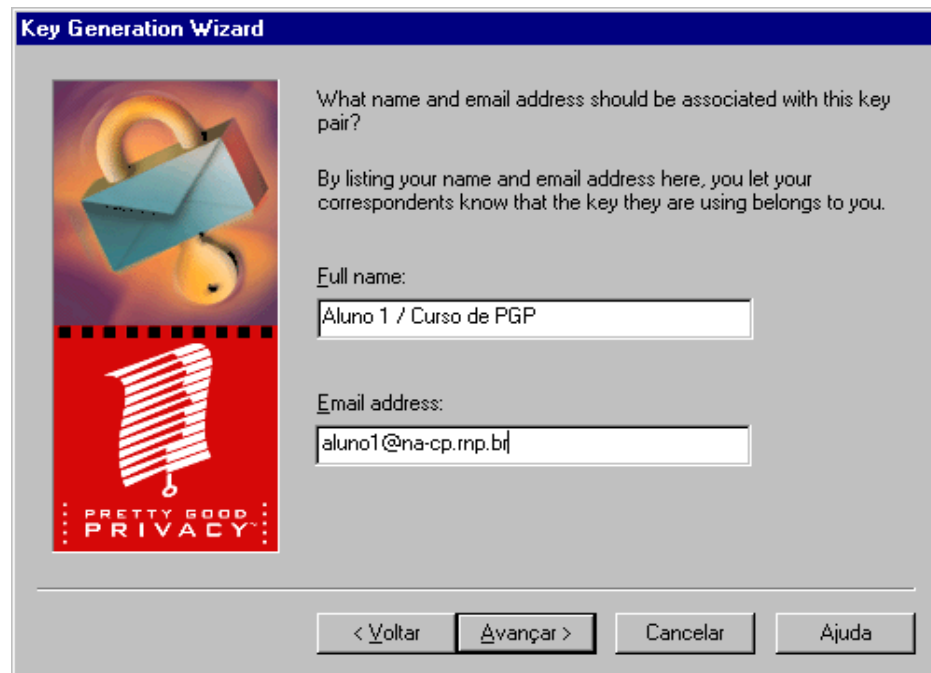 Key Generation Wizard
What name and email address should be associated with this key
pair?
By listing your name and email address here, you let your
correspondents know that the key they are using belongs to you.
Full name:
Aluno 1 / Curso de PGP
Email address:
aluno1@na-cp.rnp.br
PRETTY GOOD
PRIVACY™
< Voltar
Avançar >
Cancelar
Ajuda